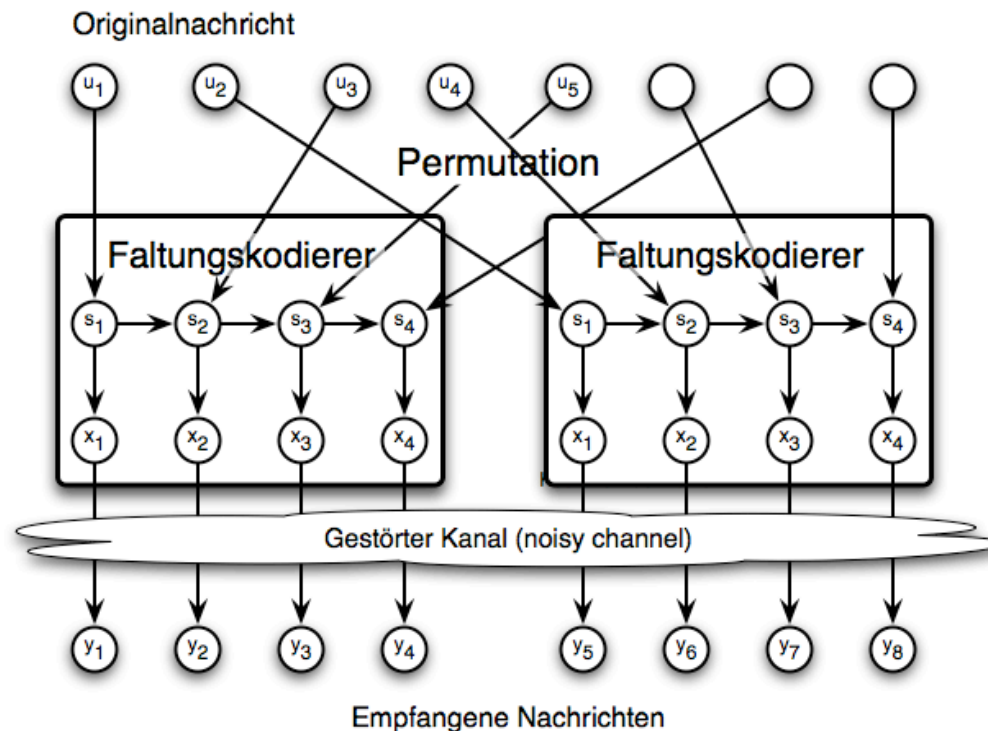 Originalnachricht
u1 u2 u3 u4 u5
Permutation
Faltungskodierer Faltungskodierer
s1 s2 s3 s4 s1 s2 s3 s4
x1 x2 x3 x4 x1 x2 x3 x4
Gestörter Kanal (noisy channel)
y1 y2 y3 y4 y5 y6 y7 y8
Empfangene Nachrichten